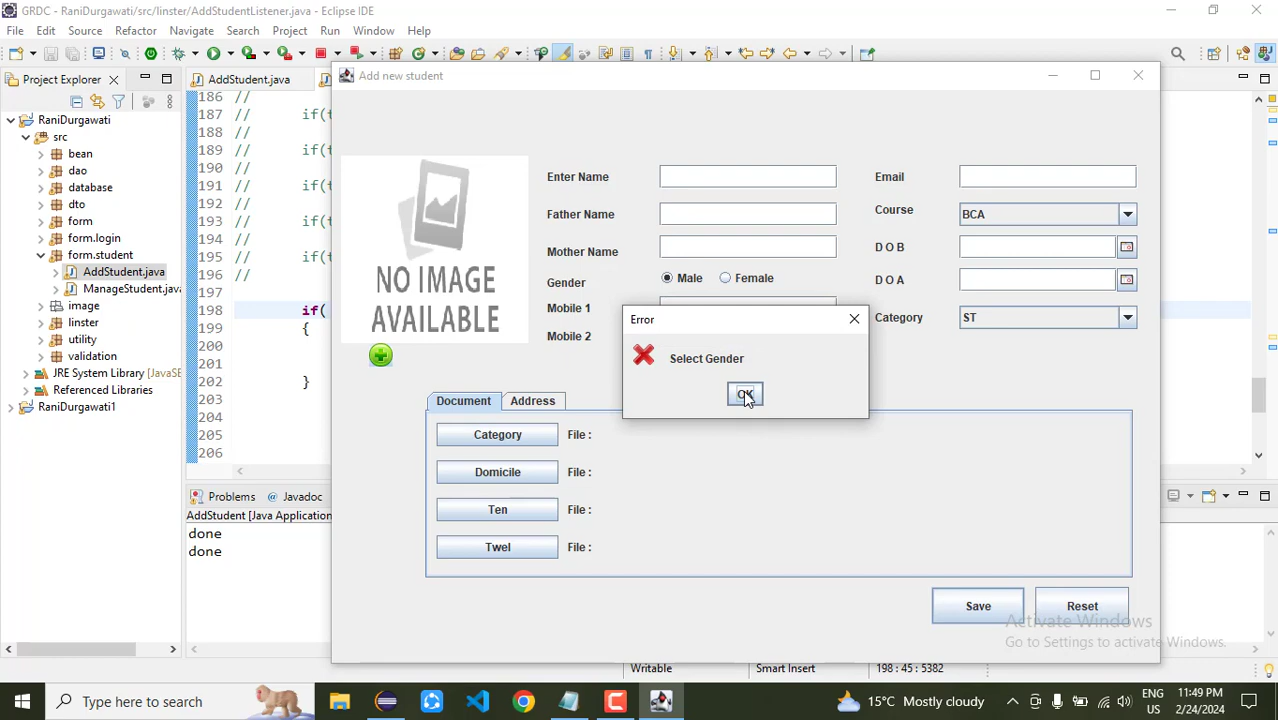 GRDC - RaniDurgawati/src/linster/AddStudentListener.java - Eclipse IDE
File Edit Source Refactor Navigate Search Project Run Window Help
Project Explorer
AddStudent.java
RaniDurgawati
src
bean
dao
database
dto
form
form.login
form.student
AddStudent.java
ManageStudent.java
image
linster
utility
validation
JRE System Library [JavaSE
Referenced Libraries
RaniDurgawati1
186 //
187 // if(t
188 //
189 // if(t
190 //
191 // if(t
192 //
193 // if(t
194 //
195 // if(t
196 //
197
198 if(
199 {
200
201
202 }
203
204
205
206
Problems @ Javadoc
AddStudent [Java Application
done
done
Add new student
NO IMAGE
AVAILABLE
Enter Name
Father Name
Mother Name
Gender Male Female
Mobile 1
Mobile 2
Email
Course BCA
D O B
D O A
Category ST
Error
Select Gender
OK
Document Address
Category File :
Domicile File :
Ten File :
Twel File :
Save Reset
Activate Windows
Go to Settings to activate Windows.
Writable Smart Insert 198 : 45 : 5382
Type here to search
15°C Mostly cloudy
ENG
US
11:49 PM
2/24/2024